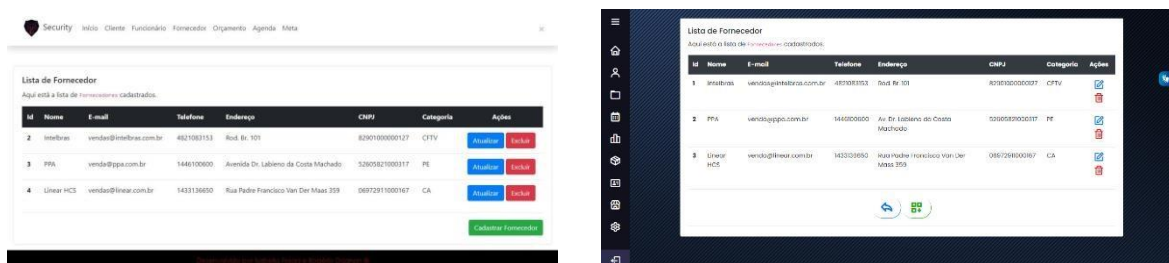 Security Início Cliente Funcionário Fornecedor Orçamento Agenda Meta
Lista de Fornecedor
Aqui está a lista de Fornecedores cadastrados.
Id Nome E-mail Telefone Endereço CNPJ Categoria Ações
2 Intelbras vendas@intelbras.com.br 4821083153 Rod. Br. 101 82901000000127 CFTV Atualizar Excluir
3 PPA venda@ppa.com.br 1446100600 Avenida Dr. Labieno da Costa Machado 52605821000317 PE Atualizar Excluir
4 Linear HCS vendas@linear.com.br 1433136650 Rua Padre Francisco Van Der Maas 359 06972911000167 CA Atualizar Excluir
Cadastrar Fornecedor
Lista de Fornecedor
Aqui está a lista de Fornecedores cadastrados.
Id Nome E-mail Telefone Endereço CNPJ Categoria Ações
1 Intelbras vendas@intelbras.com.br 4821083153 Rod. Br. 101 82901000000127 CFTV
2 PPA venda@ppa.com.br 1446100600 Av. Dr. Labieno da Costa
Machado 52605821000317 PE
3 Linear
HCS venda@linear.com.br 1433136650 Rua Padre Francisco Van Der
Mass 359 06972911000167 CA